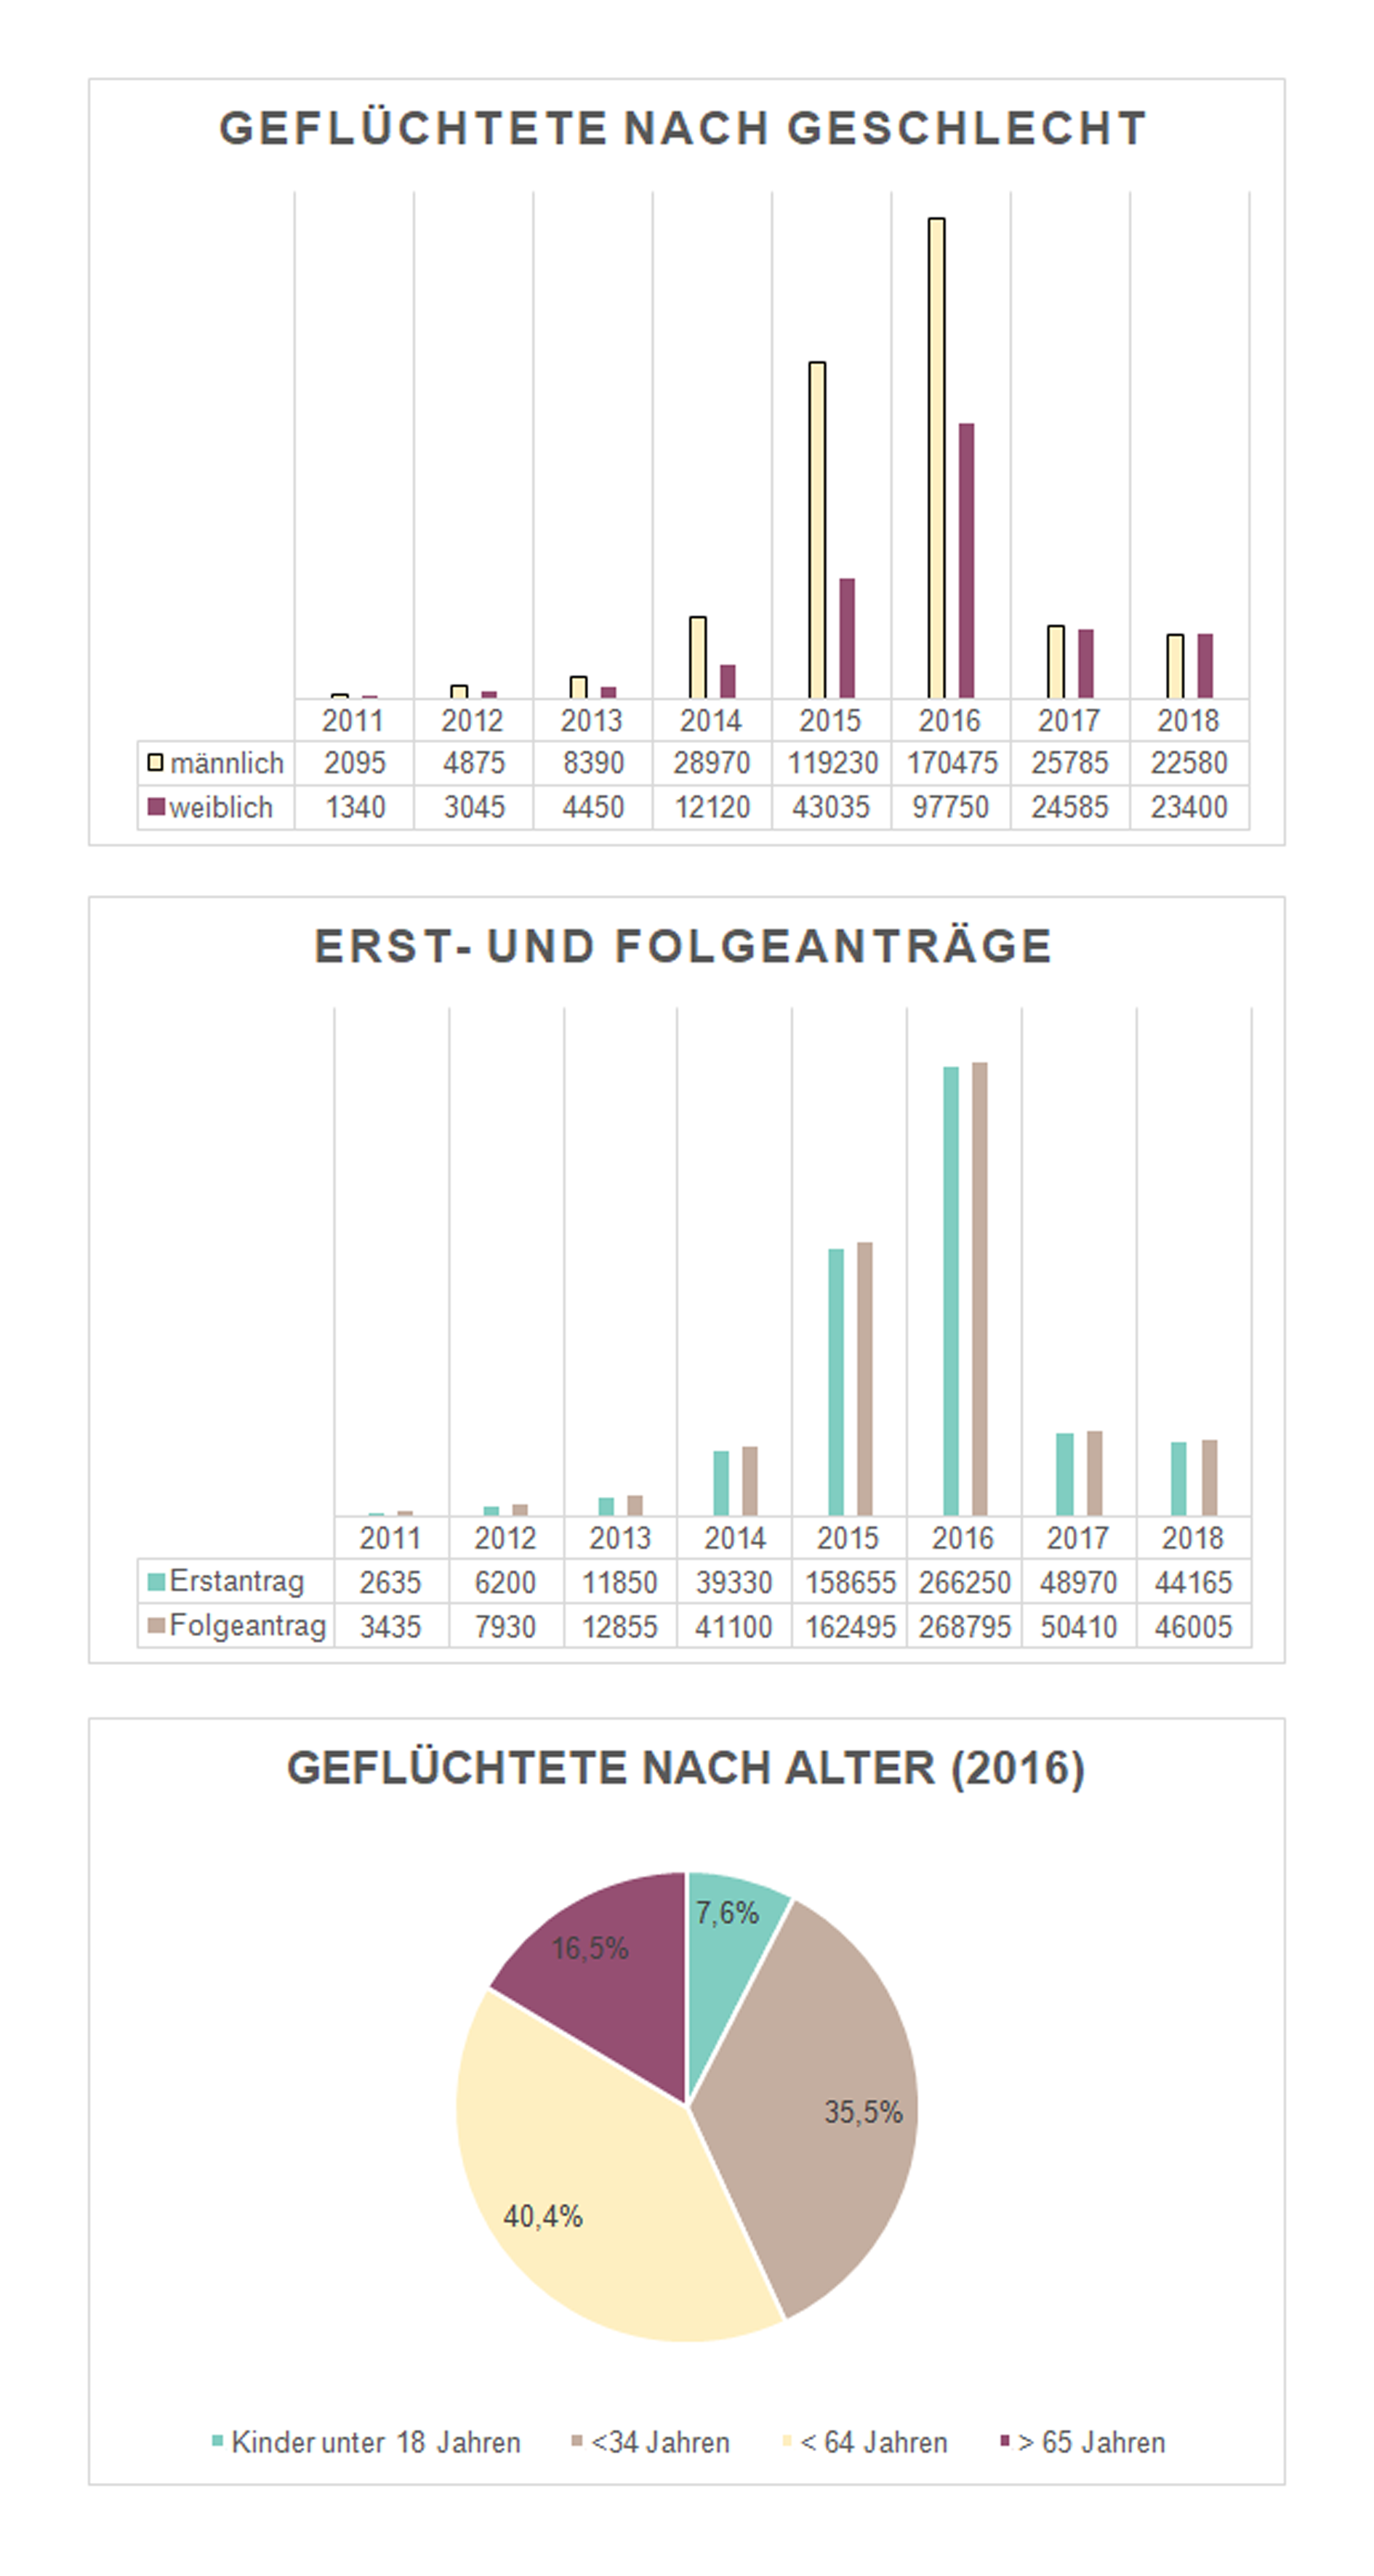 GEFLÜCHTETE NACH GESCHLECHT
2011 2012 2013 2014 2015 2016 2017 2018
männlich 2095 4875 8390 28970 119230 170475 25785 22580
weiblich 1340 3045 4450 12120 43035 97750 24585 23400
ERST- UND FOLGEANTRÄGE
2011 2012 2013 2014 2015 2016 2017 2018
Erstantrag 2635 6200 11850 39330 158655 266250 48970 44165
Folgeantrag 3435 7930 12855 41100 162495 268795 50410 46005
GEFLÜCHTETE NACH ALTER (2016)
7,6%
16,5%
35,5%
40,4%
Kinder unter 18 Jahren <34 Jahren < 64 Jahren > 65 Jahren